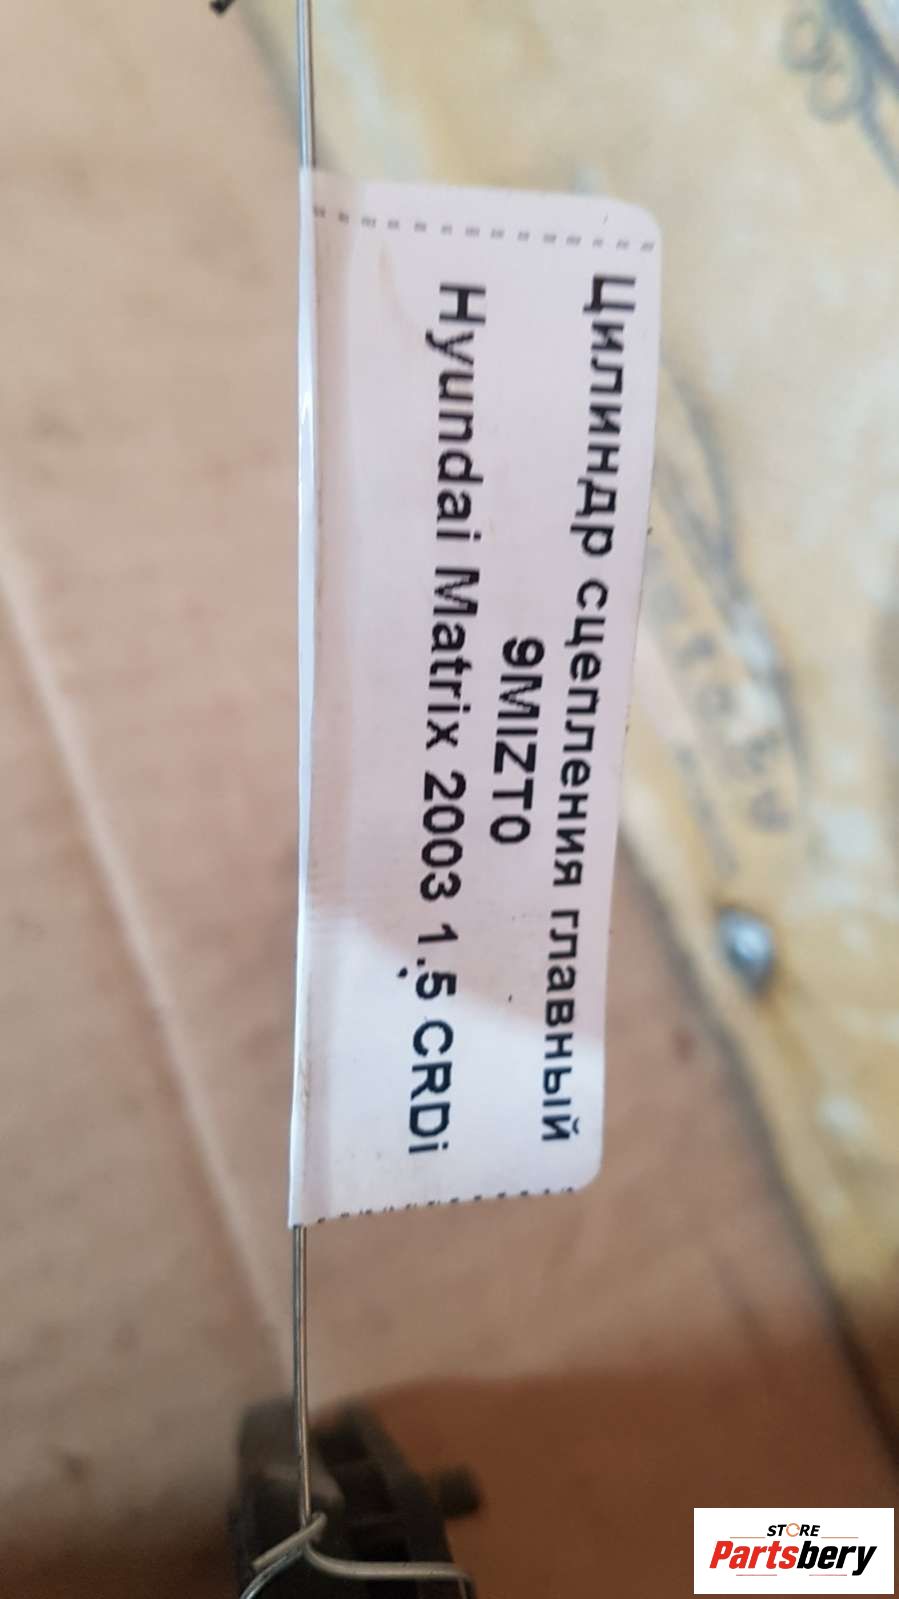 Цилиндр сцепления главный
9MIZT0
Hyundai Matrix 2003 1.5 CRDi
STORE
Partsbery